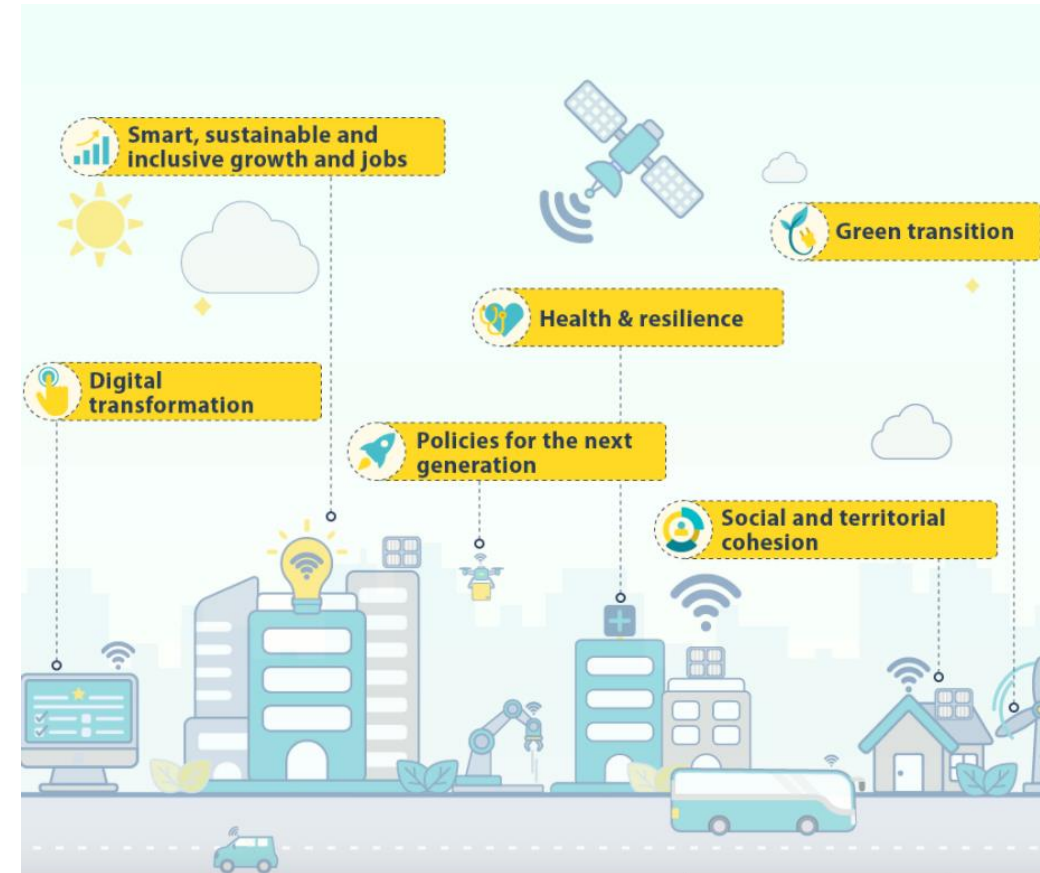 Smart, sustainable and
inclusive growth and jobs
Green transition
Health & resilience
Digital
transformation
Policies for the next
generation
Social and territorial
cohesion